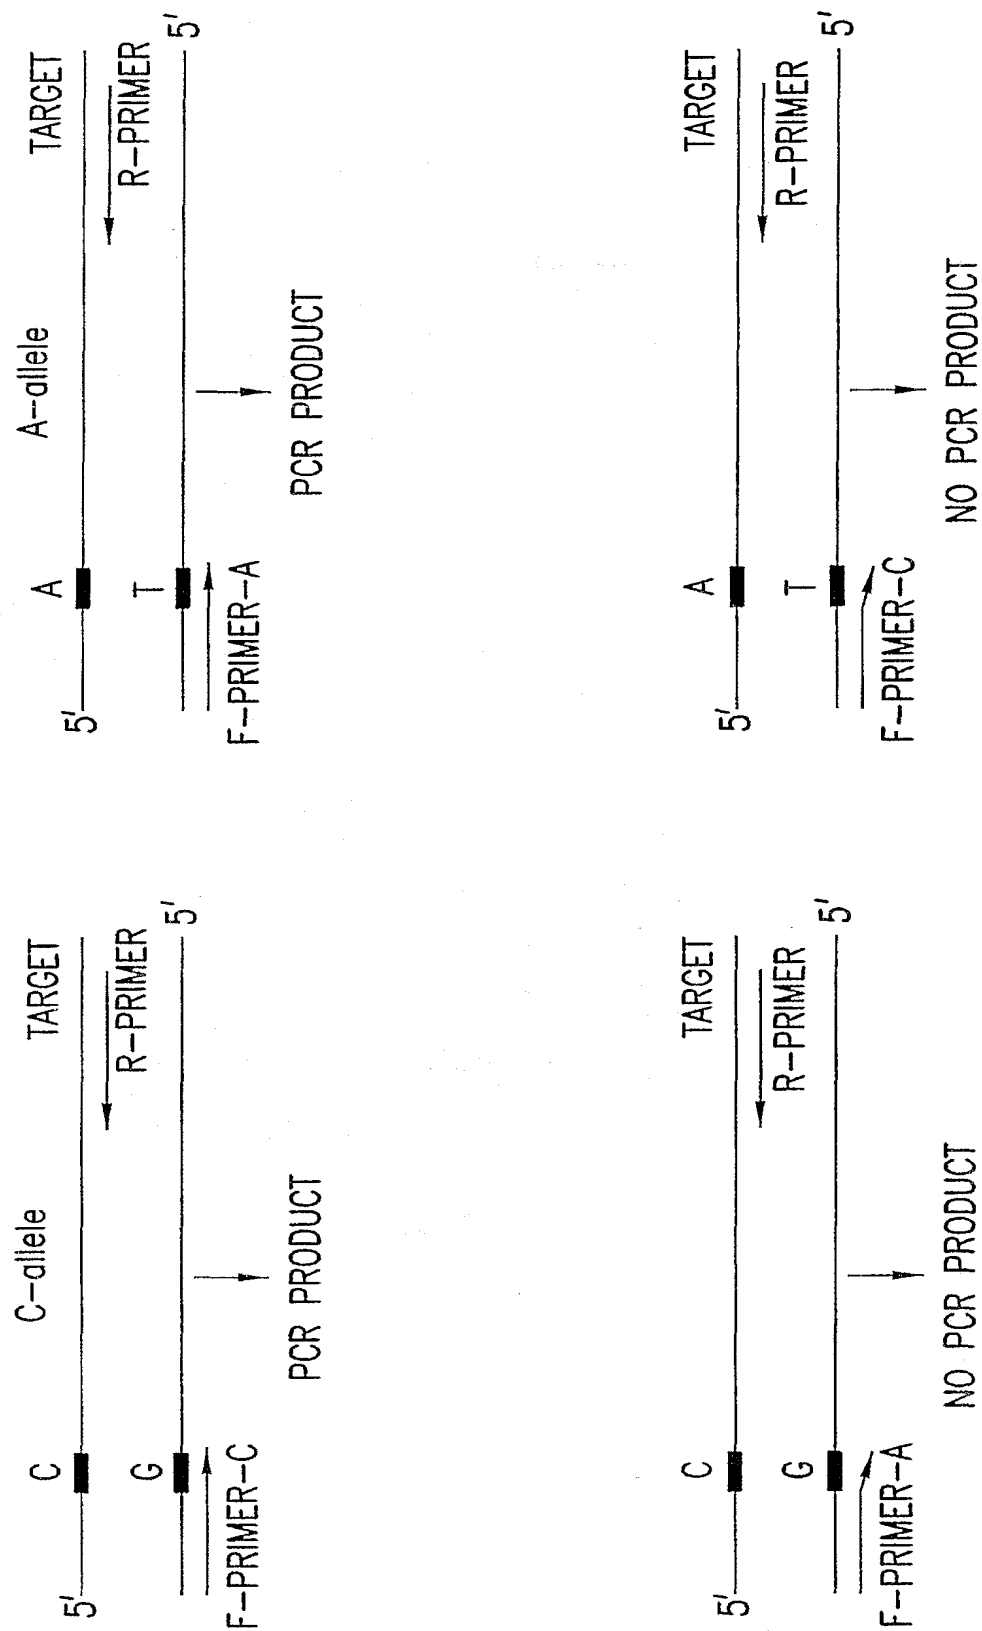 C-allele
C
TARGET
5'
R-PRIMER
G
5'
F-PRIMER-C
PCR PRODUCT
A-allele
A
TARGET
5'
R-PRIMER
T
5'
F-PRIMER-A
PCR PRODUCT
C
TARGET
5'
R-PRIMER
G
5'
F-PRIMER-A
NO PCR PRODUCT
A
TARGET
5'
R-PRIMER
T
5'
F-PRIMER-C
NO PCR PRODUCT